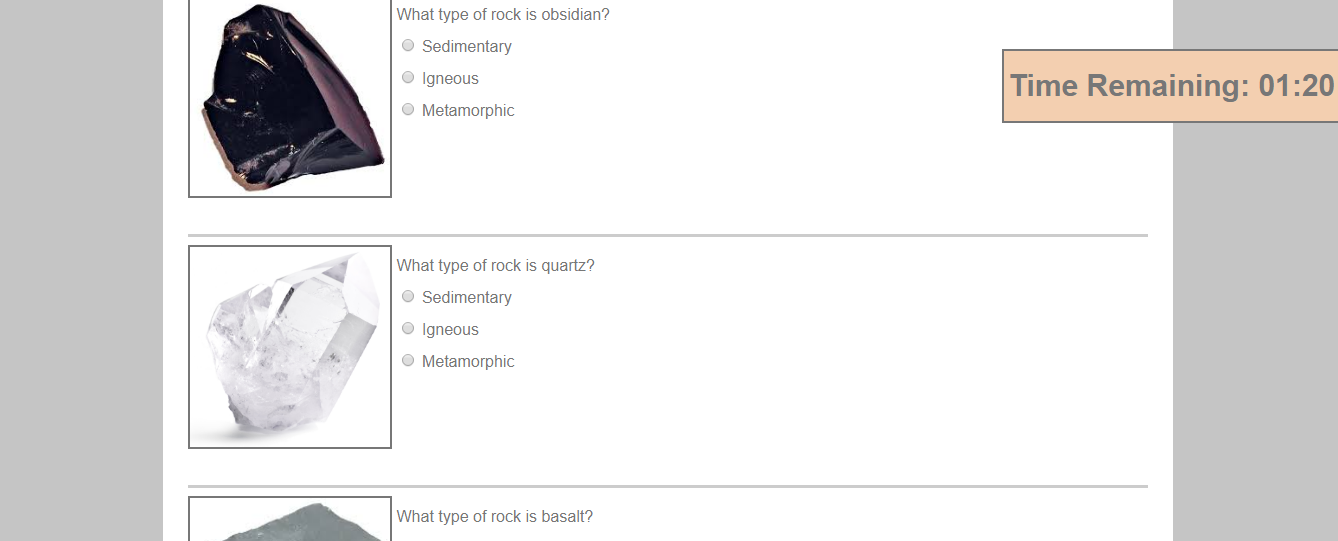 What type of rock is obsidian?
Sedimentary
Igneous
Metamorphic
Time Remaining: 01:20
What type of rock is quartz?
Sedimentary
Igneous
Metamorphic
What type of rock is basalt?